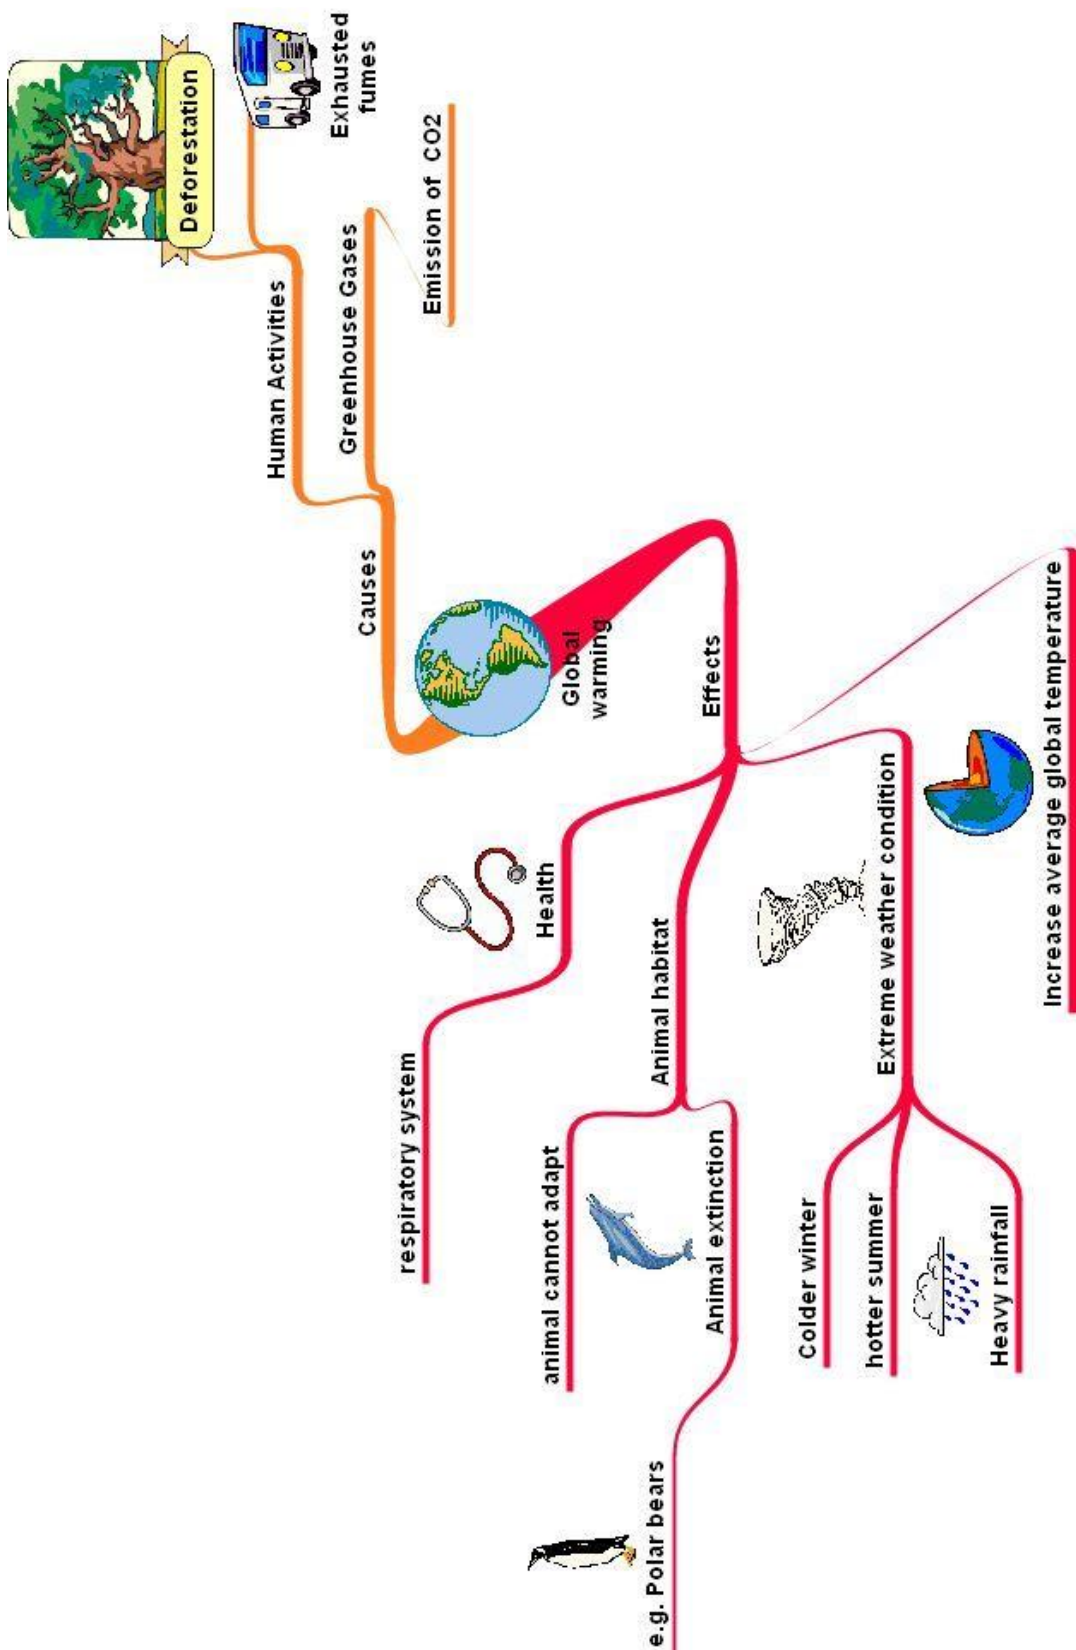 Deforestation
Exhausted
fumes
Human Activities
Greenhouse Gases
Emission of CO2
Causes
Global
warming
Effects
Health
respiratory system
Animal habitat
animal cannot adapt
Animal extinction
e.g. Polar bears
Extreme weather condition
Colder winter
hotter summer
Heavy rainfall
Increase average global temperature